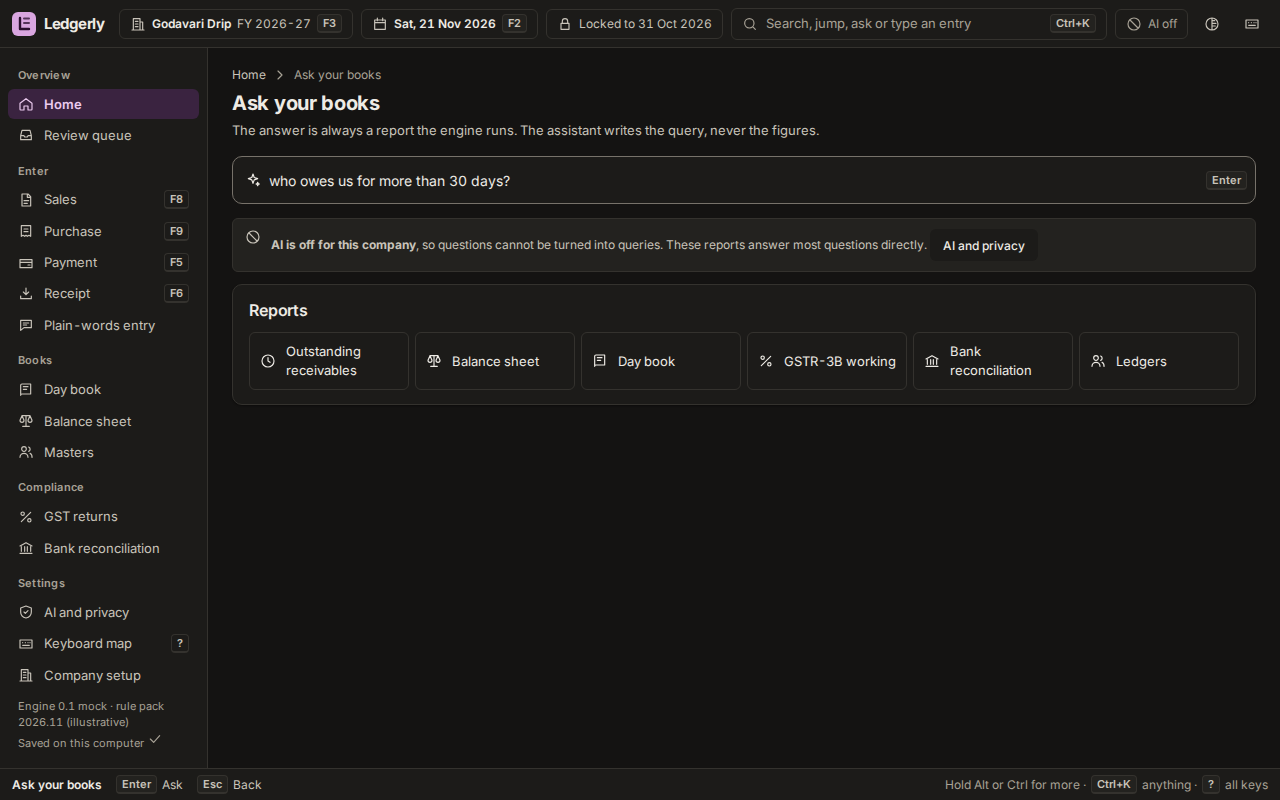 Ledgerly
Godavari Drip FY 2026-27 F3
Sat, 21 Nov 2026 F2
Locked to 31 Oct 2026
Search, jump, ask or type an entry Ctrl+K
AI off
Overview
Home
Review queue
Enter
Sales F8
Purchase F9
Payment F5
Receipt F6
Plain-words entry
Books
Day book
Balance sheet
Masters
Compliance
GST returns
Bank reconciliation
Settings
AI and privacy
Keyboard map ?
Company setup
Engine 0.1 mock · rule pack
2026.11 (illustrative)
Saved on this computer
Home > Ask your books
Ask your books
The answer is always a report the engine runs. The assistant writes the query, never the figures.
who owes us for more than 30 days? Enter
AI is off for this company, so questions cannot be turned into queries. These reports answer most questions directly. AI and privacy
Reports
Outstanding
receivables
Balance sheet
Day book
GSTR-3B working
Bank
reconciliation
Ledgers
Ask your books Enter Ask Esc Back
Hold Alt or Ctrl for more · Ctrl+K anything · ? all keys